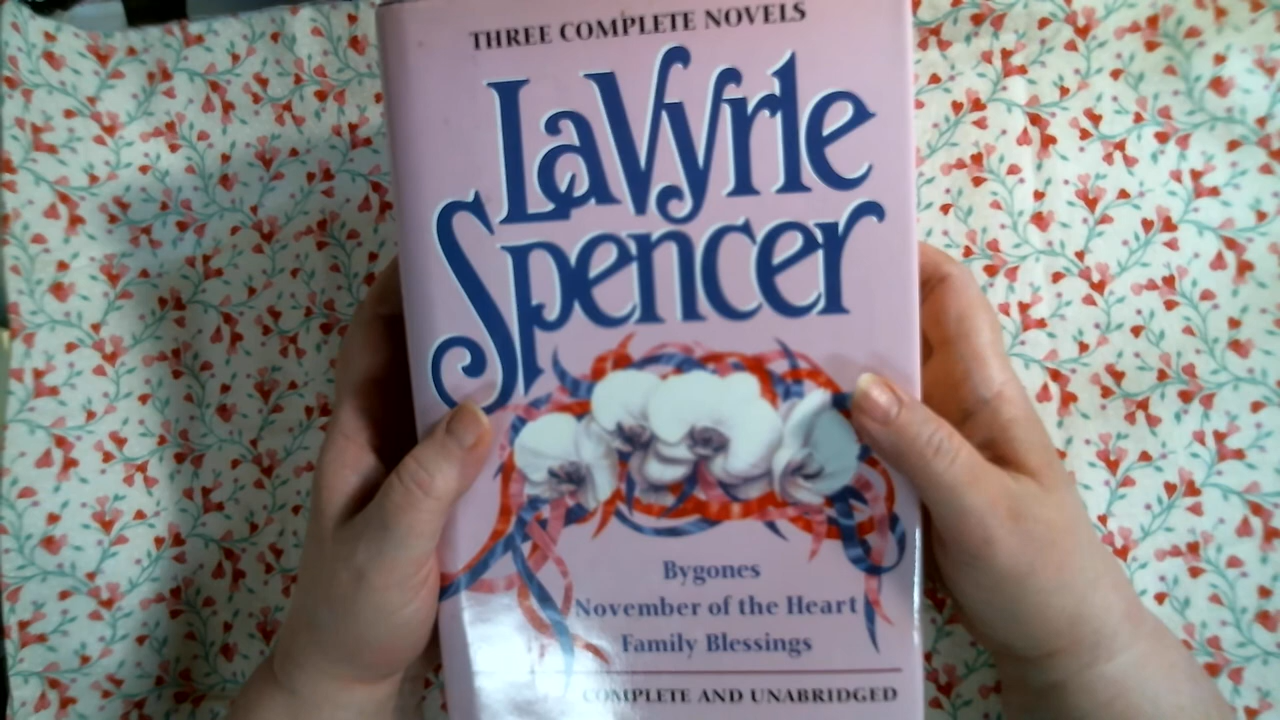 THREE COMPLETE NOVELS
LaVyrle
Spencer
Bygones
November of the Heart
Family Blessings
COMPLETE AND UNABRIDGED